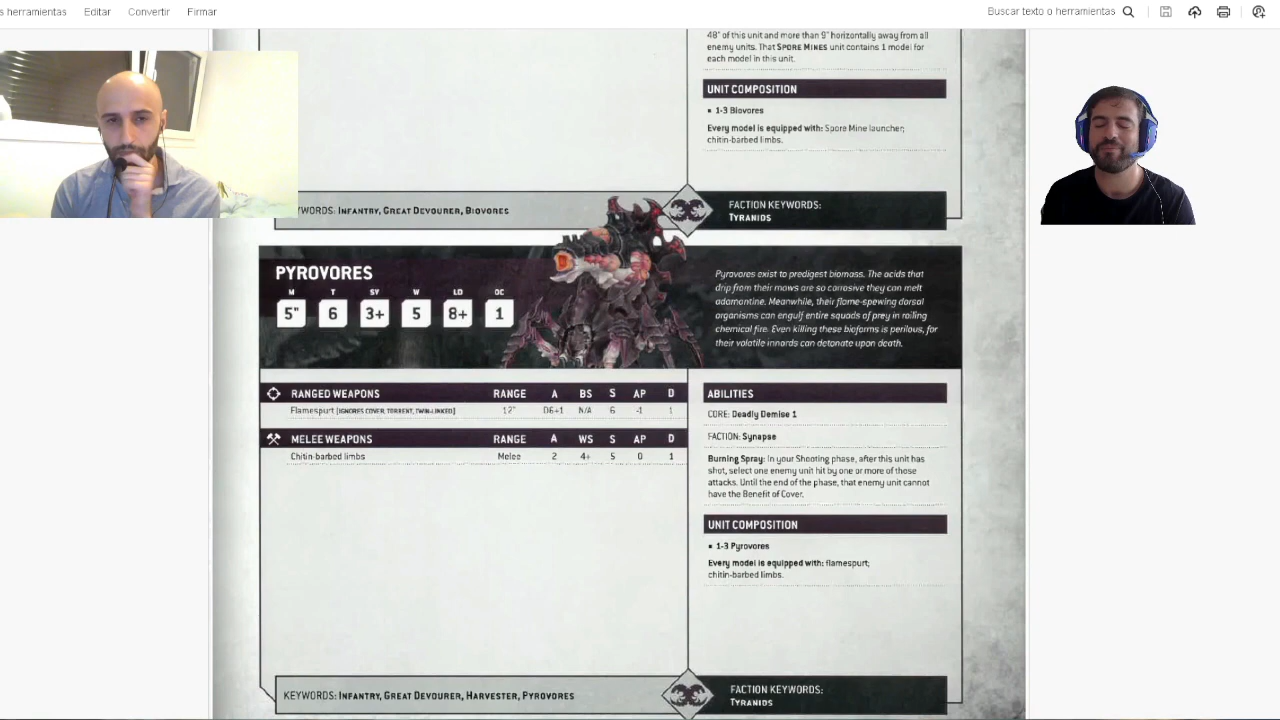 s herramientas Editar Convertir Firmar Buscar texto o herramientas
48" of this unit and more than 9" horizontally away from all
enemy units. That SPORE MINES unit contains 1 model for
each model in this unit.
UNIT COMPOSITION
▪ 1-3 Biovores
Every model is equipped with: Spore Mine launcher;
chitin-barbed limbs.
WORDS: INFANTRY, GREAT DEVOURER, BIOVORES
FACTION KEYWORDS:
TYRANIDS
PYROVORES
M T SV W LD OC
5" 6 3+ 5 8+ 1
Pyrovores exist to predigest biomass. The acids that
drip from their maws are so corrosive they can melt
adamantine. Meanwhile, their flame-spewing dorsal
organisms can engulf entire squads of prey in roiling
chemical fire. Even killing these bioforms is perilous, for
their volatile innards can detonate upon death.
RANGED WEAPONS RANGE A BS S AP D
Flamespurt [IGNORES COVER, TORRENT, TWIN-LINKED] 12" D6+1 N/A 6 -1 1
MELEE WEAPONS RANGE A WS S AP D
Chitin-barbed limbs Melee 2 4+ 5 0 1
ABILITIES
CORE: Deadly Demise 1
FACTION: Synapse
Burning Spray: In your Shooting phase, after this unit has
shot, select one enemy unit hit by one or more of those
attacks. Until the end of the phase, that enemy unit cannot
have the Benefit of Cover.
UNIT COMPOSITION
▪ 1-3 Pyrovores
Every model is equipped with: flamespurt;
chitin-barbed limbs.
KEYWORDS: INFANTRY, GREAT DEVOURER, HARVESTER, PYROVORES
FACTION KEYWORDS:
TYRANIDS